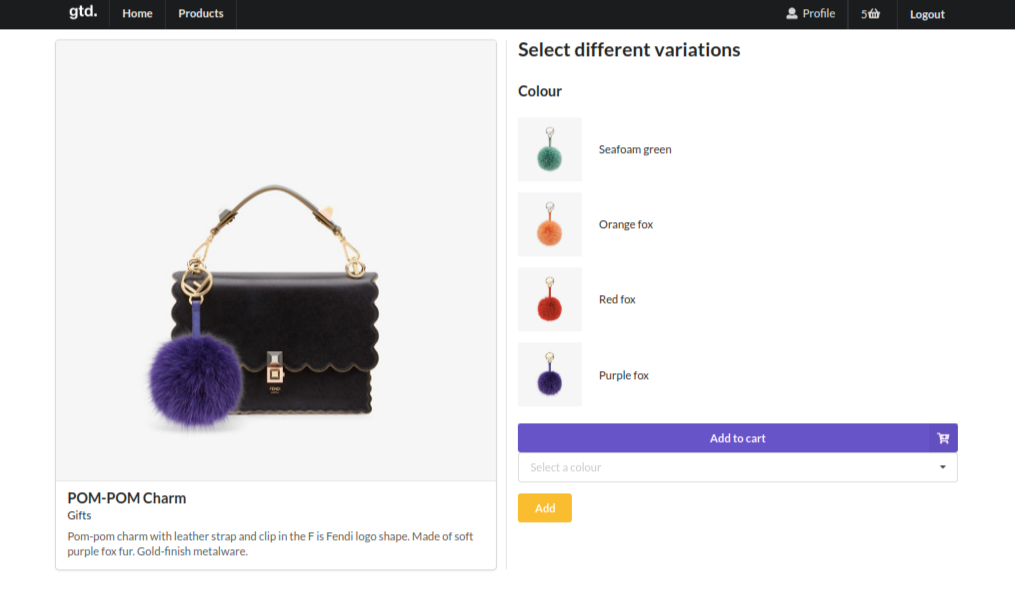 gtd.
Home
Products
Profile
5
Logout
Select different variations
Colour
Seafoam green
Orange fox
Red fox
Purple fox
Add to cart
Select a colour
Add
FENDI
POM-POM Charm
Gifts
Pom-pom charm with leather strap and clip in the F is Fendi logo shape. Made of soft
purple fox fur. Gold-finish metalware.